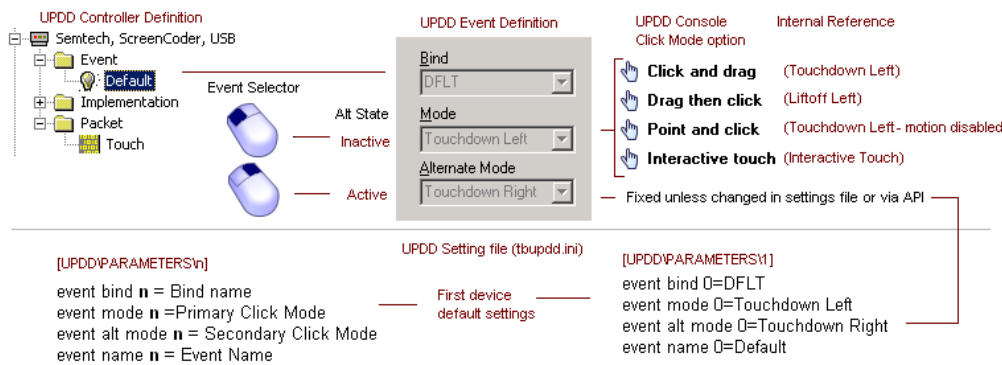 UPDD Controller Definition
Semtech, ScreenCoder, USB
Event
Default
Implementation
Packet
Touch
Event Selector
Alt State
Inactive
Active
UPDD Event Definition
Bind
DFLT
Mode
Touchdown Left
Alternate Mode
Touchdown Right
UPDD Console Internal Reference
Click Mode option
Click and drag (Touchdown Left)
Drag then click (Liftoff Left)
Point and click (Touchdown Left- motion disabled
Interactive touch (Interactive Touch)
Fixed unless changed in settings file or via API
UPDD Setting file (tbupdd.ini)
[UPDD\PARAMETERS\n]
event bind n = Bind name
event mode n =Primary Click Mode
event alt mode n = Secondary Click Mode
event name n = Event Name
First device
default settings
[UPDD\PARAMETERS\1]
event bind 0=DFLT
event mode 0=Touchdown Left
event alt mode 0=Touchdown Right
event name 0=Default